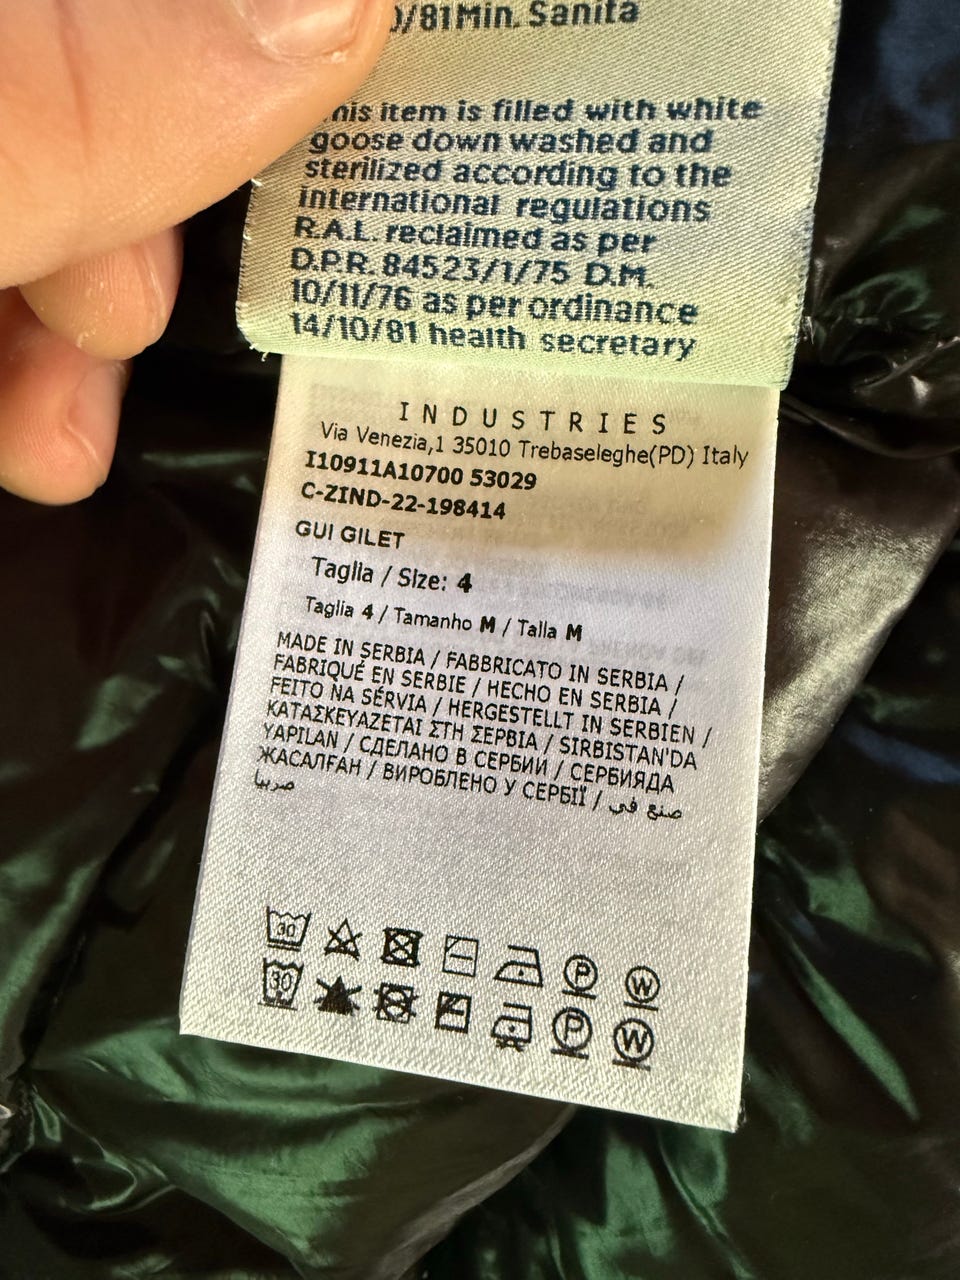 0/81Min. Sanita
his item is filled with white
goose down washed and
sterilized according to the
international regulations
R.A.L. reclaimed as per
D.P.R. 84523/1/75 D.M.
10/11/76 as per ordinance
14/10/81 health secretary
INDUSTRIES
Via Venezia,1 35010 Trebaseleghe(PD) Italy
I10911A10700 53029
C-ZIND-22-198414
GUI GILET
Taglia / Size: 4
Taglia 4 / Tamanho M / Talla M
MADE IN SERBIA / FABBRICATO IN SERBIA /
FABRIQUÉ EN SERBIE / HECHO EN SERBIA /
FEITO NA SÉRVIA / HERGESTELLT IN SERBIEN /
ΚΑΤΑΣΚΕΥΑΖΕΤΑΙ ΣΤΗ ΣΕΡΒΙΑ / SIRBISTAN'DA
YAPILAN / СДЕЛАНО В СЕРБИИ / СЕРБИЯДА
ЖАСАЛҒАН / ВИРОБЛЕНО У СЕРБІЇ / صنع في
صربيا
30 P W
30 P W